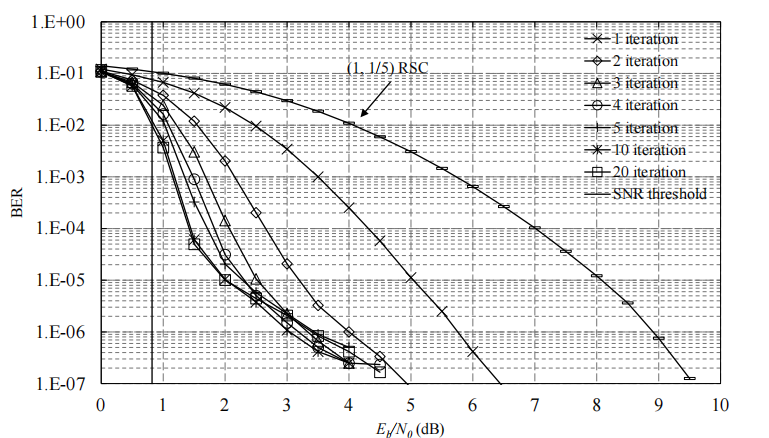 1.E+00
1.E-01
1.E-02
1.E-03
1.E-04
1.E-05
1.E-06
1.E-07
BER
(1, 1/5) RSC
1 iteration
2 iteration
3 iteration
4 iteration
5 iteration
10 iteration
20 iteration
SNR threshold
0 1 2 3 4 5 6 7 8 9 10
Eb/N0 (dB)